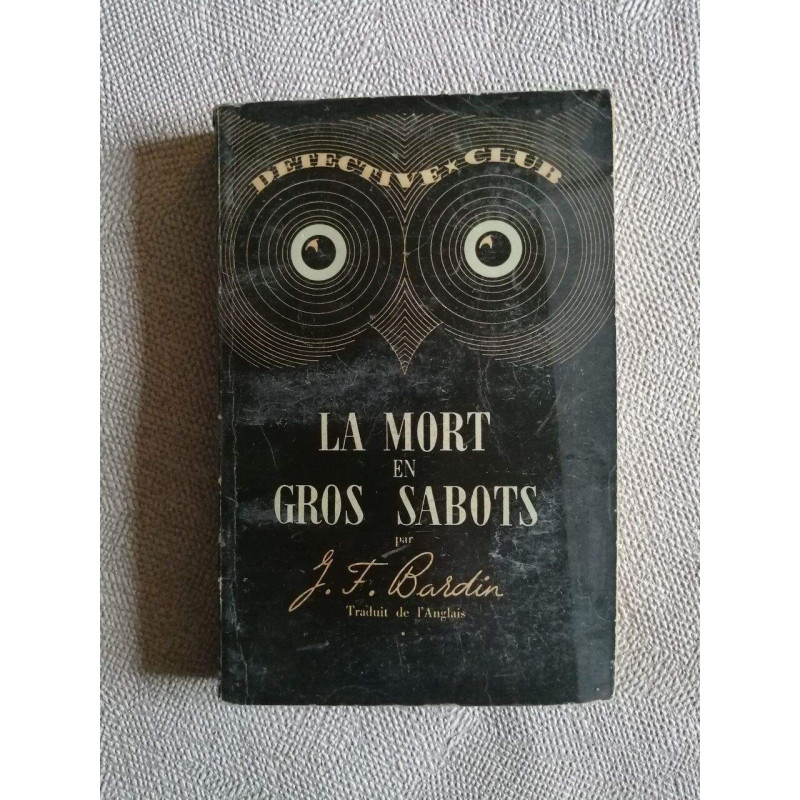 DETECTIVE★CLUB
LA MORT
EN
GROS SABOTS
par
J. F. Bardin
Traduit de l'Anglais